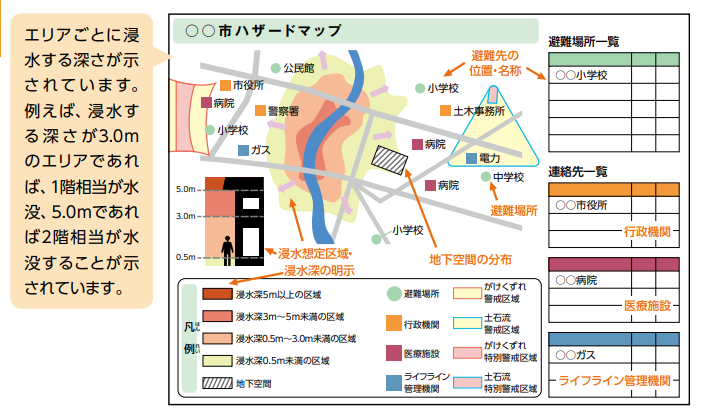 エリアごとに浸
水する深さが示
されています。
例えば、浸水す
る深さが3.0m
のエリアであれ
ば、1階相当が水
没、5.0mであれ
ば2階相当が水
没することが示
されています。
○○市ハザードマップ
公民館
市役所
病院
警察署
小学校
ガス
避難先の
位置・名称
小学校
土木事務所
病院
電力
病院
中学校
避難場所
小学校
地下空間の分布
浸水想定区域・
浸水深の明示
5.0m
3.0m
0.5m
凡例
はんれい
浸水深5m以上の区域
浸水深3m～5m未満の区域
浸水深0.5m～3.0m未満の区域
浸水深0.5m未満の区域
地下空間
避難場所
行政機関
医療施設
ライフライン
管理機関
がけくずれ
警戒区域
土石流
警戒区域
がけくずれ
特別警戒区域
土石流
特別警戒区域
避難場所一覧
○○小学校
連絡先一覧
○○市役所
行政機関
○○病院
医療施設
○○ガス
ライフライン管理機関